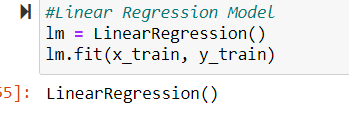 #Linear Regression Model
lm = LinearRegression()
lm.fit(x_train, y_train)
5]: LinearRegression()